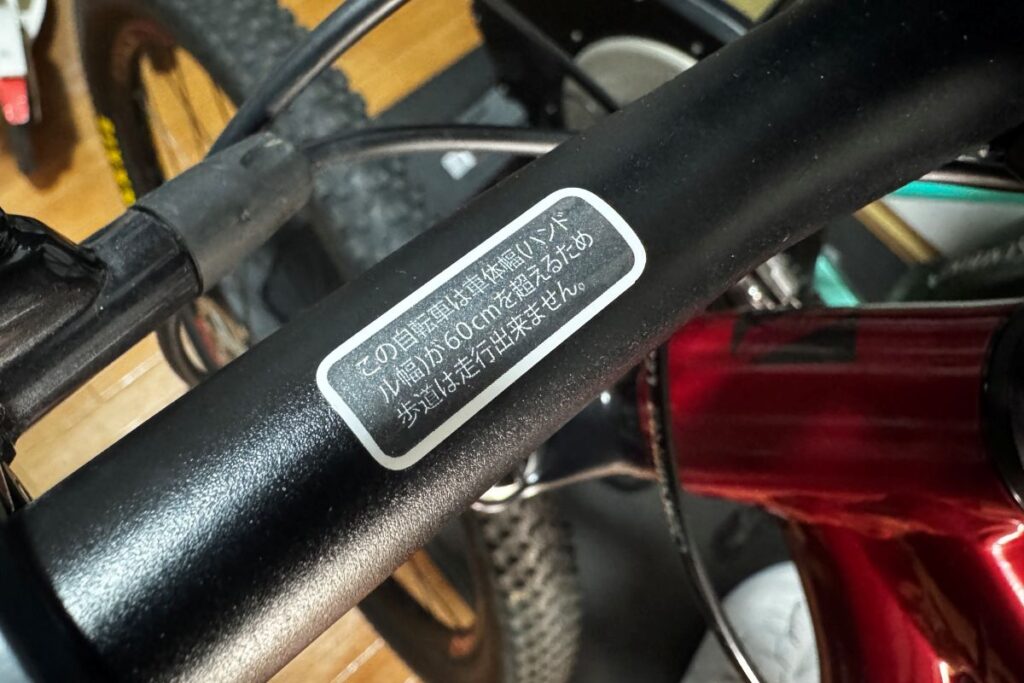 この自転車は車体幅(ハンド
ル幅)が60cmを超えるため
歩道は走行出来ません。